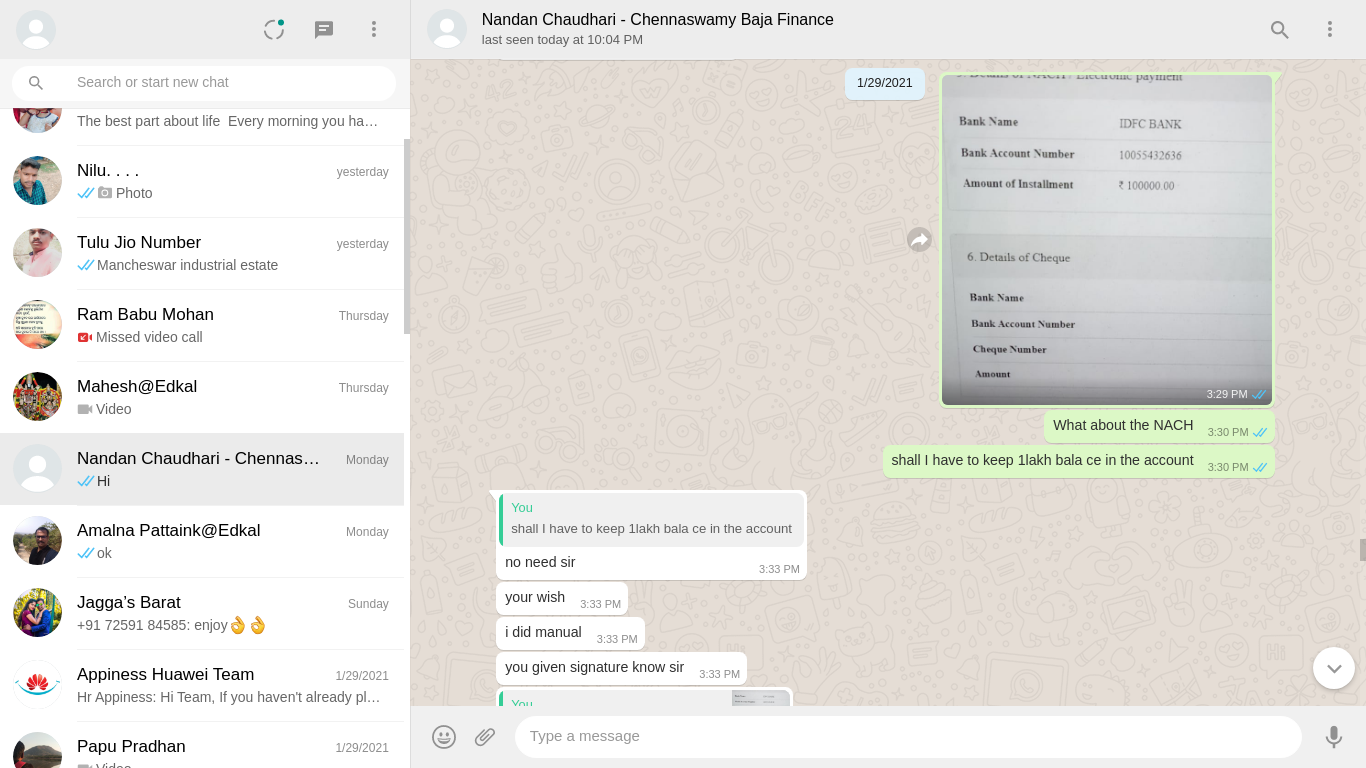 Nandan Chaudhari - Chennaswamy Baja Finance
last seen today at 10:04 PM
Search or start new chat
The best part about life Every morning you ha…
Nilu. . . .
yesterday
Photo
Tulu Jio Number
yesterday
Mancheswar industrial estate
Ram Babu Mohan
Thursday
Missed video call
Mahesh@Edkal
Thursday
Video
Nandan Chaudhari - Chennas…
Monday
Hi
Amalna Pattaink@Edkal
Monday
ok
Jagga’s Barat
Sunday
+91 72591 84585: enjoy👌👌
Appiness Huawei Team
1/29/2021
Hr Appiness: Hi Team, If you haven't already pl…
Papu Pradhan
1/29/2021
Video
1/29/2021
5. Details of NACH / Electronic payment
Bank Name IDFC BANK
Bank Account Number 10055432636
Amount of Installment ₹ 100000.00
6. Details of Cheque
Bank Name
Bank Account Number
Cheque Number
Amount
3:29 PM
What about the NACH 3:30 PM
shall I have to keep 1lakh bala ce in the account 3:30 PM
You
shall I have to keep 1lakh bala ce in the account
no need sir 3:33 PM
your wish 3:33 PM
i did manual 3:33 PM
you given signature know sir 3:33 PM
You
Type a message